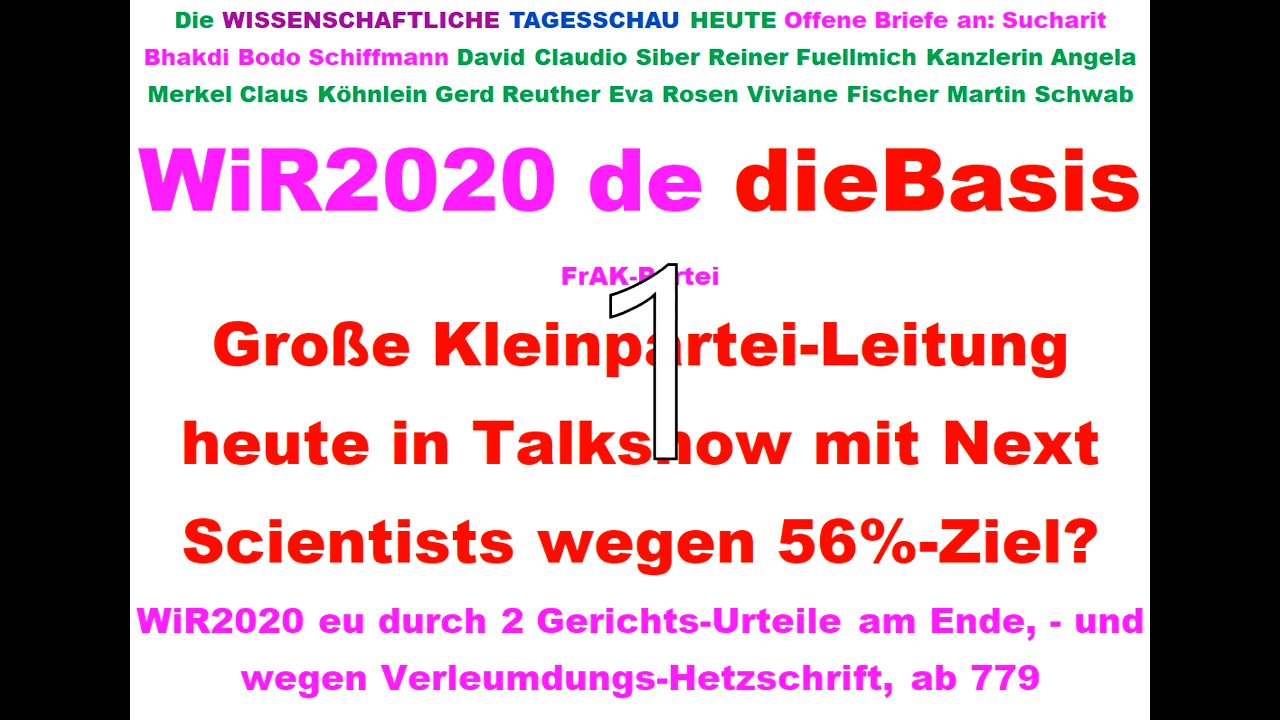 Die WISSENSCHAFTLICHE TAGESSCHAU HEUTE Offene Briefe an: Sucharit
Bhakdi Bodo Schiffmann David Claudio Siber Reiner Fuellmich Kanzlerin Angela
Merkel Claus Köhnlein Gerd Reuther Eva Rosen Viviane Fischer Martin Schwab
WiR2020 de dieBasis
FrAK-Partei
1
Große Kleinpartei-Leitung
heute in Talkshow mit Next
Scientists wegen 56%-Ziel?
WiR2020 eu durch 2 Gerichts-Urteile am Ende, - und
wegen Verleumdungs-Hetzschrift, ab 779